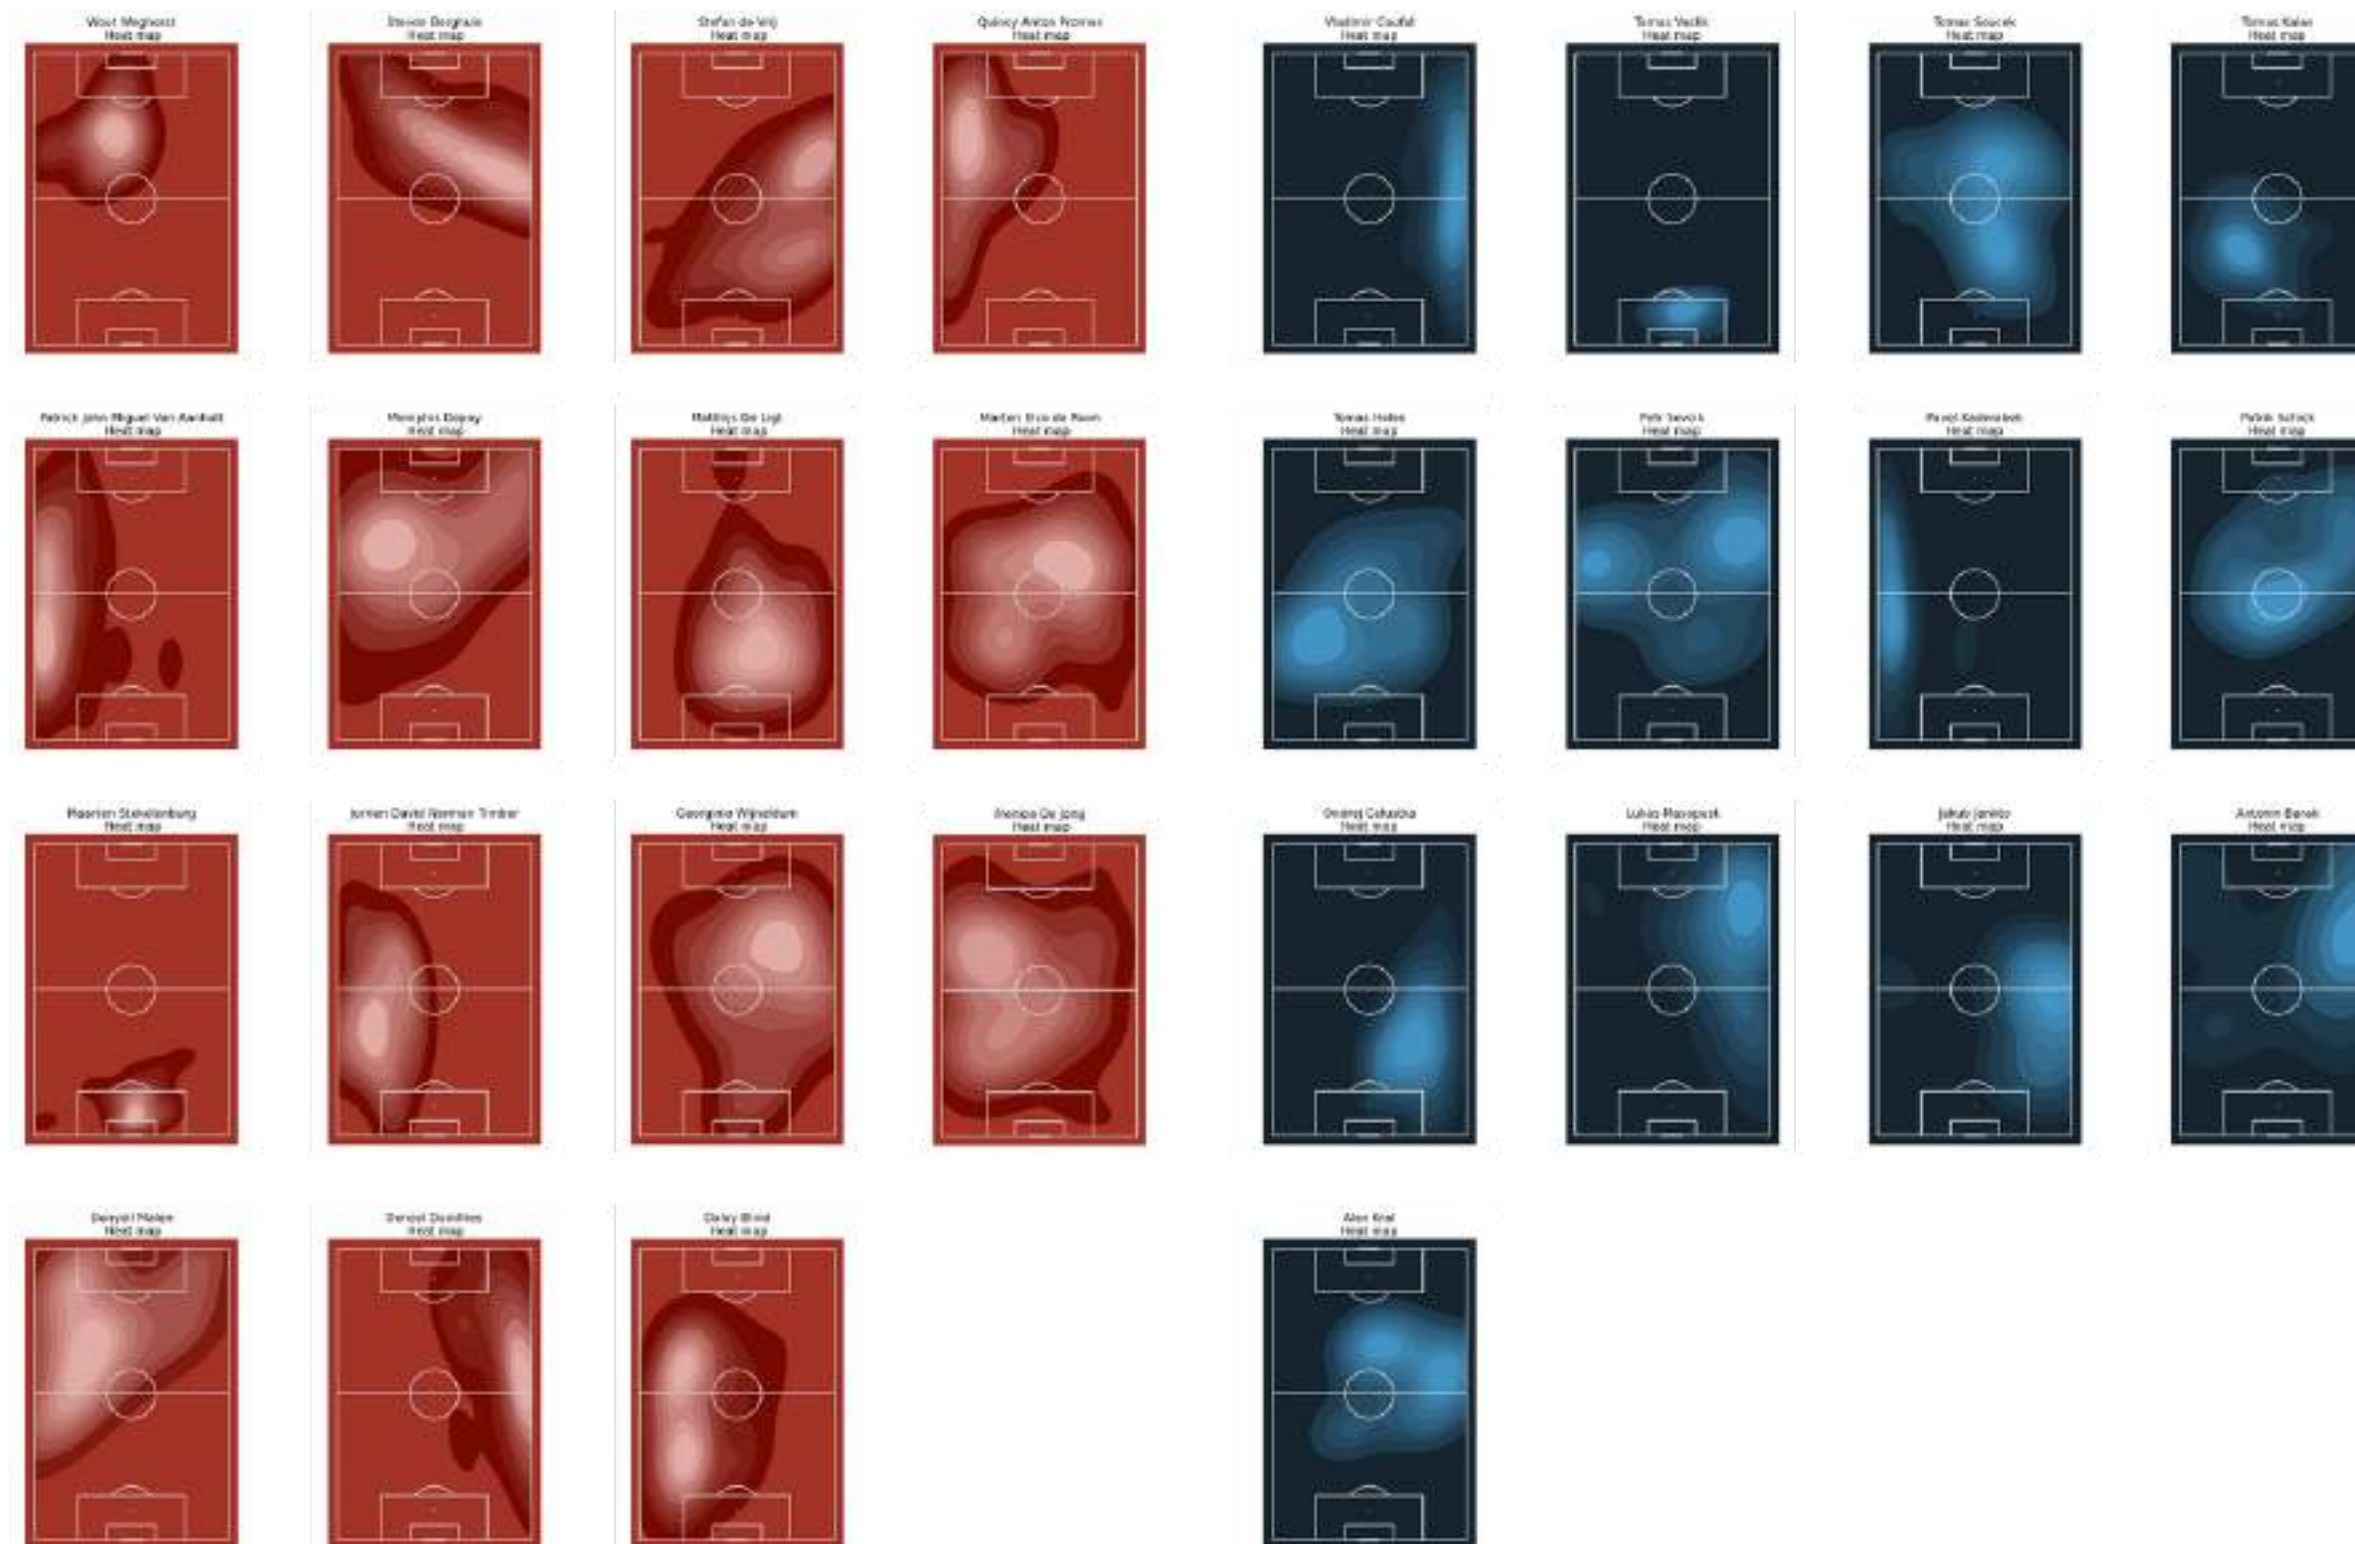 Wout Weghorst
Heat map
Steven Berghuis
Heat map
Stefan de Vrij
Heat map
Quincy Anton Promes
Heat map
Vladimir Coufal
Heat map
Tomas Vaclik
Heat map
Tomas Soucek
Heat map
Tomas Kalas
Heat map
Patrick John Miguel Van Aanholt
Heat map
Memphis Depay
Heat map
Matthijs De Ligt
Heat map
Marten Elco de Roon
Heat map
Tomas Holes
Heat map
Petr Sevcik
Heat map
Pavel Kaderabek
Heat map
Patrik Schick
Heat map
Maarten Stekelenburg
Heat map
Jurrien David Norman Timber
Heat map
Georginio Wijnaldum
Heat map
Frenkie De Jong
Heat map
Ondrej Celustka
Heat map
Lukas Masopust
Heat map
Jakub Jankto
Heat map
Antonin Barak
Heat map
Donyell Malen
Heat map
Denzel Dumfries
Heat map
Daley Blind
Heat map
Alex Kral
Heat map